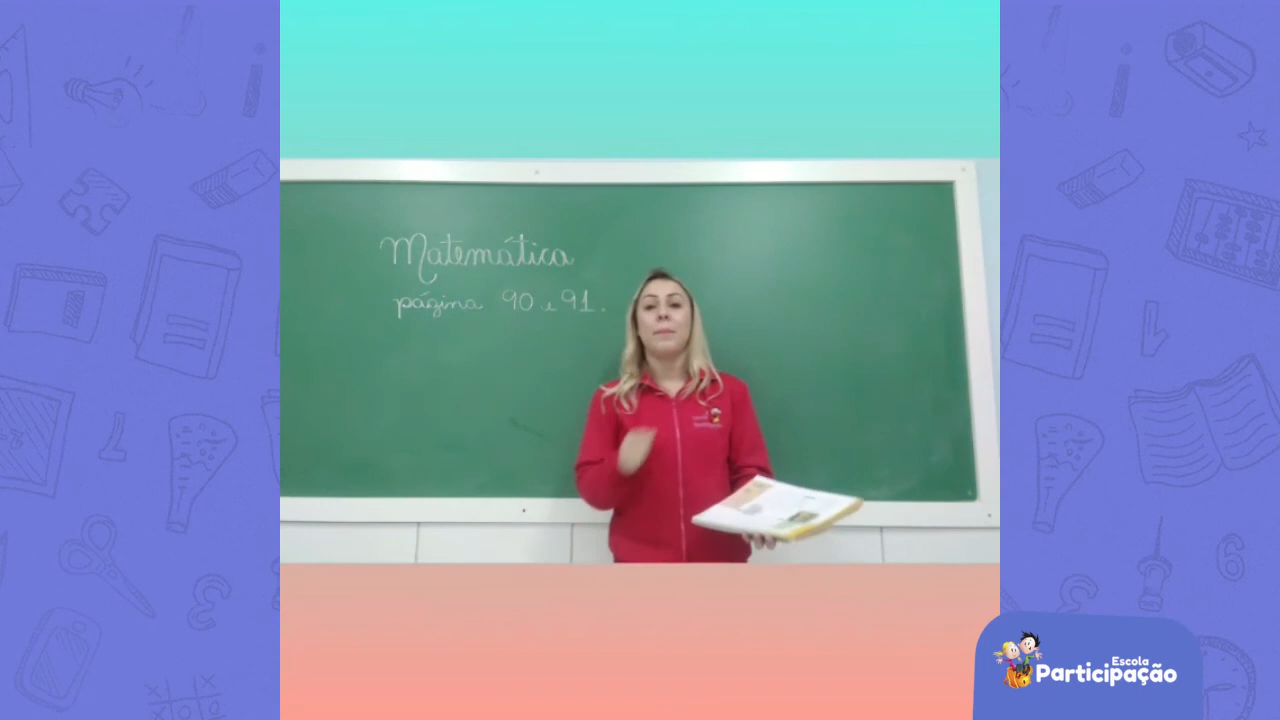 Matemática
página 90 e 91.
Escola
Participação